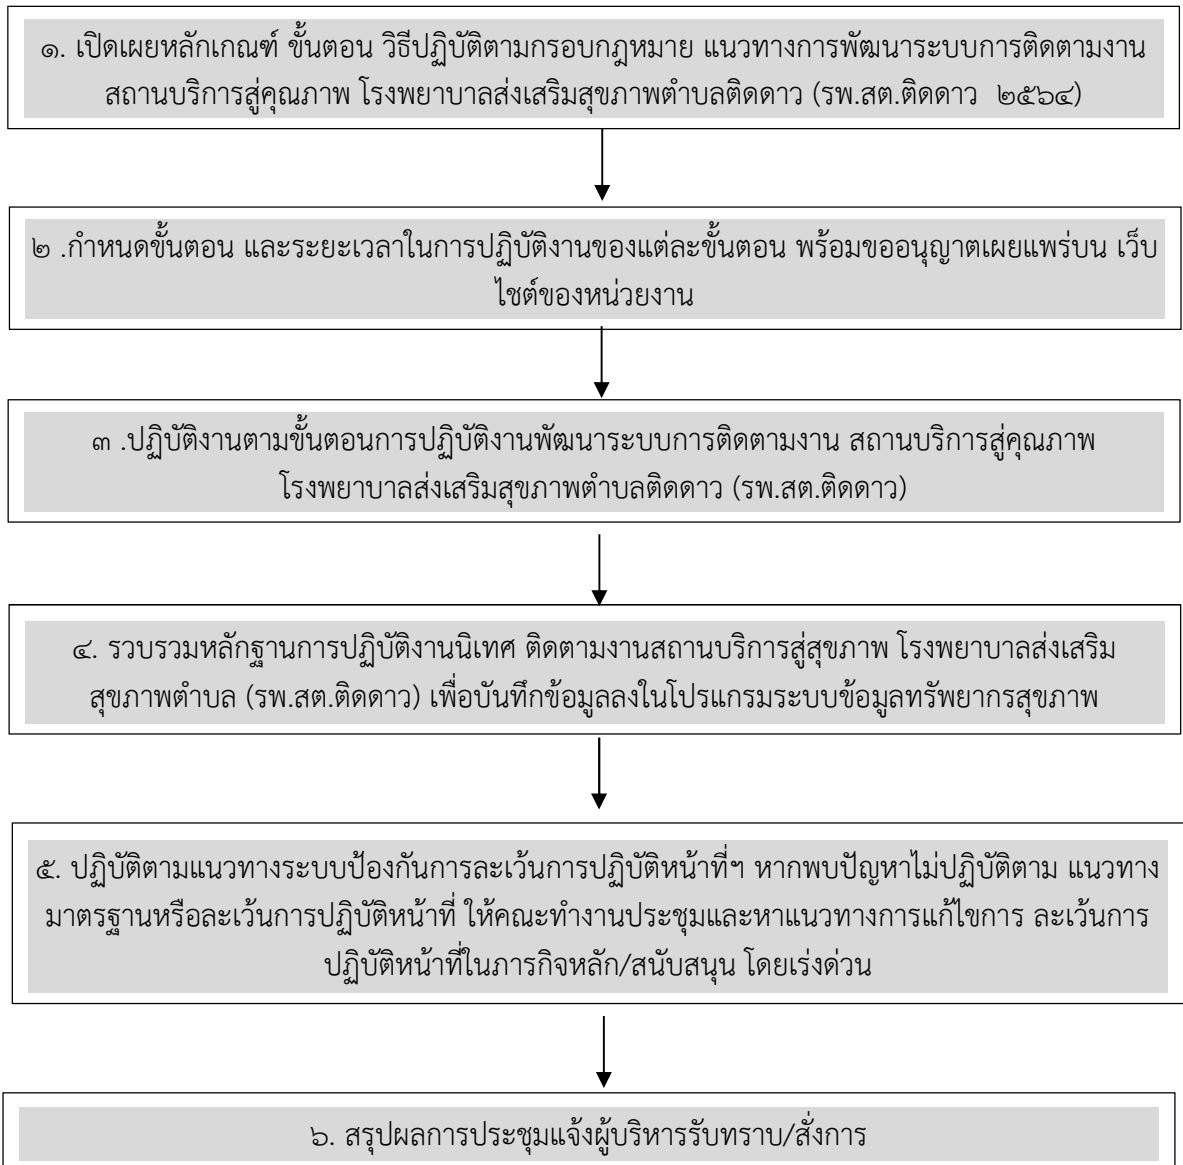 ๑. เปิดเผยหลักเกณฑ์ ขั้นตอน วิธีปฏิบัติตามกรอบกฎหมาย แนวทางการพัฒนาระบบการติดตามงาน
สถานบริการสู่คุณภาพ โรงพยาบาลส่งเสริมสุขภาพตำบลติดดาว (รพ.สต.ติดดาว ๒๕๖๔)
๒ .กำหนดขั้นตอน และระยะเวลาในการปฏิบัติงานของแต่ละขั้นตอน พร้อมขออนุญาตเผยแพร่บน เว็บ
ไซต์ของหน่วยงาน
๓ .ปฏิบัติงานตามขั้นตอนการปฏิบัติงานพัฒนาระบบการติดตามงาน สถานบริการสู่คุณภาพ
โรงพยาบาลส่งเสริมสุขภาพตำบลติดดาว (รพ.สต.ติดดาว)
๔. รวบรวมหลักฐานการปฏิบัติงานนิเทศ ติดตามงานสถานบริการสู่สุขภาพ โรงพยาบาลส่งเสริม
สุขภาพตำบล (รพ.สต.ติดดาว) เพื่อบันทึกข้อมูลลงในโปรแกรมระบบข้อมูลทรัพยากรสุขภาพ
๕. ปฏิบัติตามแนวทางระบบป้องกันการละเว้นการปฏิบัติหน้าที่ฯ หากพบปัญหาไม่ปฏิบัติตาม แนวทาง
มาตรฐานหรือละเว้นการปฏิบัติหน้าที่ ให้คณะทำงานประชุมและหาแนวทางการแก้ไขการ ละเว้นการ
ปฏิบัติหน้าที่ในภารกิจหลัก/สนับสนุน โดยเร่งด่วน
๖. สรุปผลการประชุมแจ้งผู้บริหารรับทราบ/สั่งการ